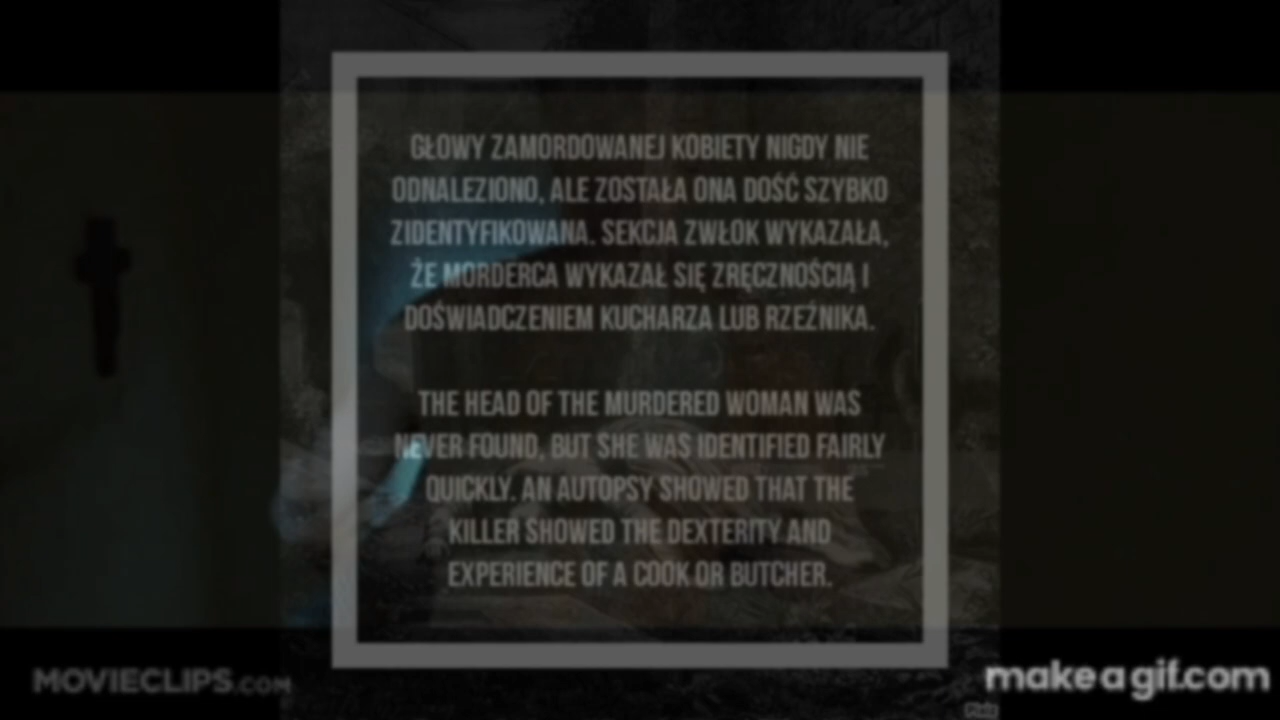 GŁOWY ZAMORDOWANEJ KOBIETY NIGDY NIE
ODNALEZIONO, ALE ZOSTAŁA ONA DOŚĆ SZYBKO
ZIDENTYFIKOWANA. SEKCJA ZWŁOK WYKAZAŁA,
ŻE MORDERCA WYKAZAŁ SIĘ ZRĘCZNOŚCIĄ I
DOŚWIADCZENIEM KUCHARZA LUB RZEŹNIKA.
THE HEAD OF THE MURDERED WOMAN WAS
NEVER FOUND, BUT SHE WAS IDENTIFIED FAIRLY
QUICKLY. AN AUTOPSY SHOWED THAT THE
KILLER SHOWED THE DEXTERITY AND
EXPERIENCE OF A COOK OR BUTCHER.
MOVIECLIPS.COM
makeagif.com